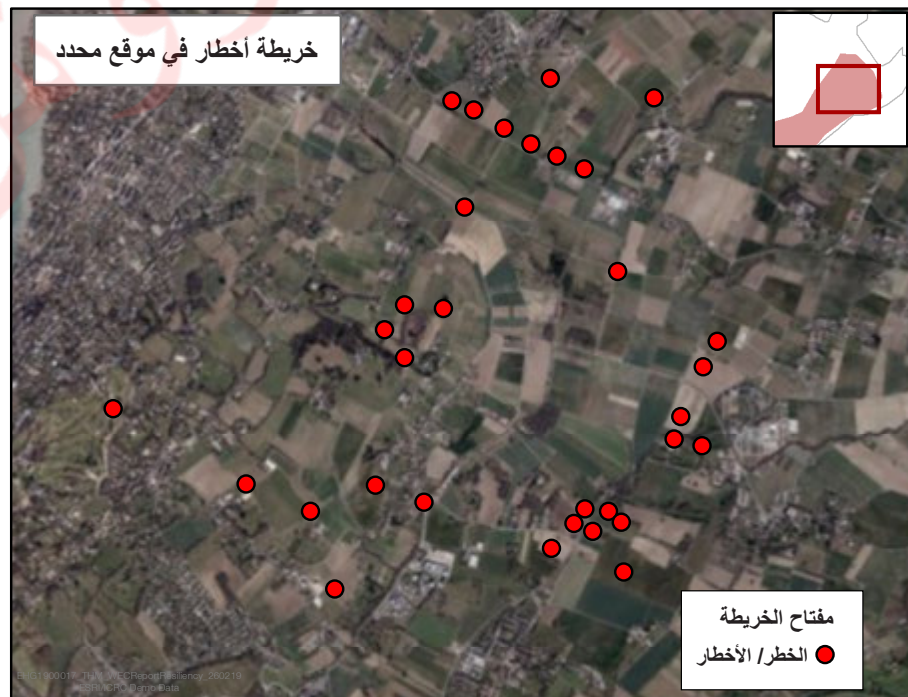 خريطة أخطار في موقع محدد
مفتاح الخريطة
الخطر/ الأخطار